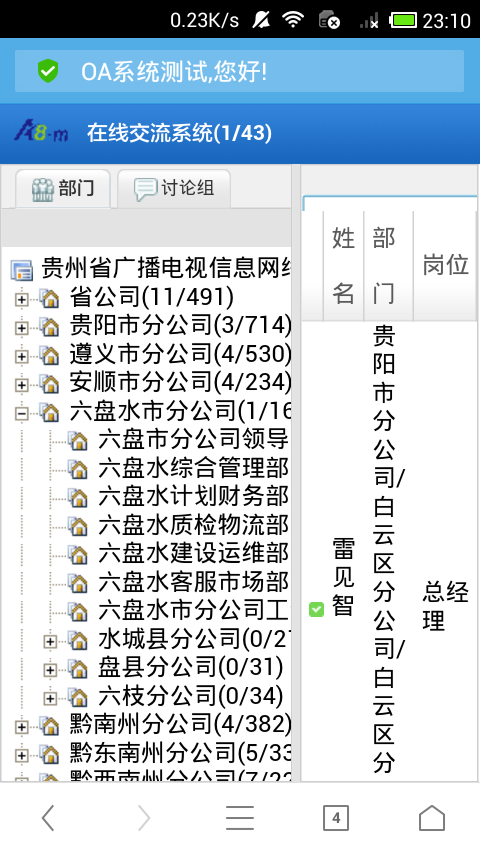 0.23K/s 23:10
OA系统测试,您好!
A8-m 在线交流系统(1/43)
部门 讨论组
贵州省广播电视信息网络
省公司(11/491)
贵阳市分公司(3/714)
遵义市分公司(4/530)
安顺市分公司(4/234)
六盘水市分公司(1/16
六盘市分公司领导
六盘水综合管理部
六盘水计划财务部
六盘水质检物流部
六盘水建设运维部
六盘水客服市场部
六盘水市分公司工
水城县分公司(0/2
盘县分公司(0/31)
六枝分公司(0/34)
黔南州分公司(4/382)
黔东南州分公司(5/33
黔西南州分公司(7/22
姓名
部门
岗位
雷见智
贵阳市分公司/白云区分公司/白云区分
总经理
4